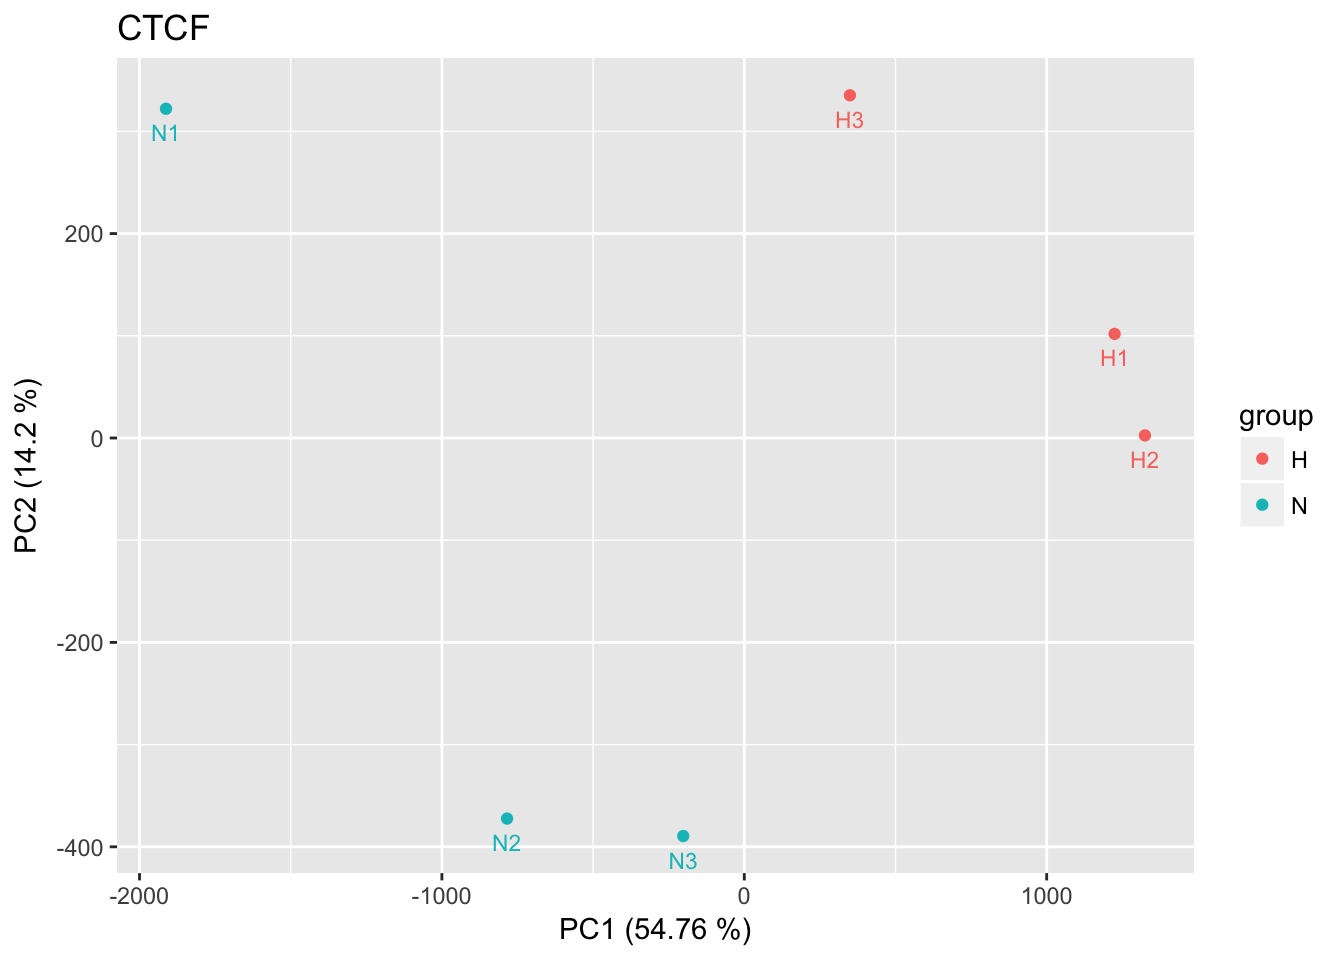 CTCF
N1
H3
200
H1
0
H2
-200
N2
N3
-400
-2000
-1000
0
1000
PC1 (54.76 %)
PC2 (14.2 %)
group
H
N